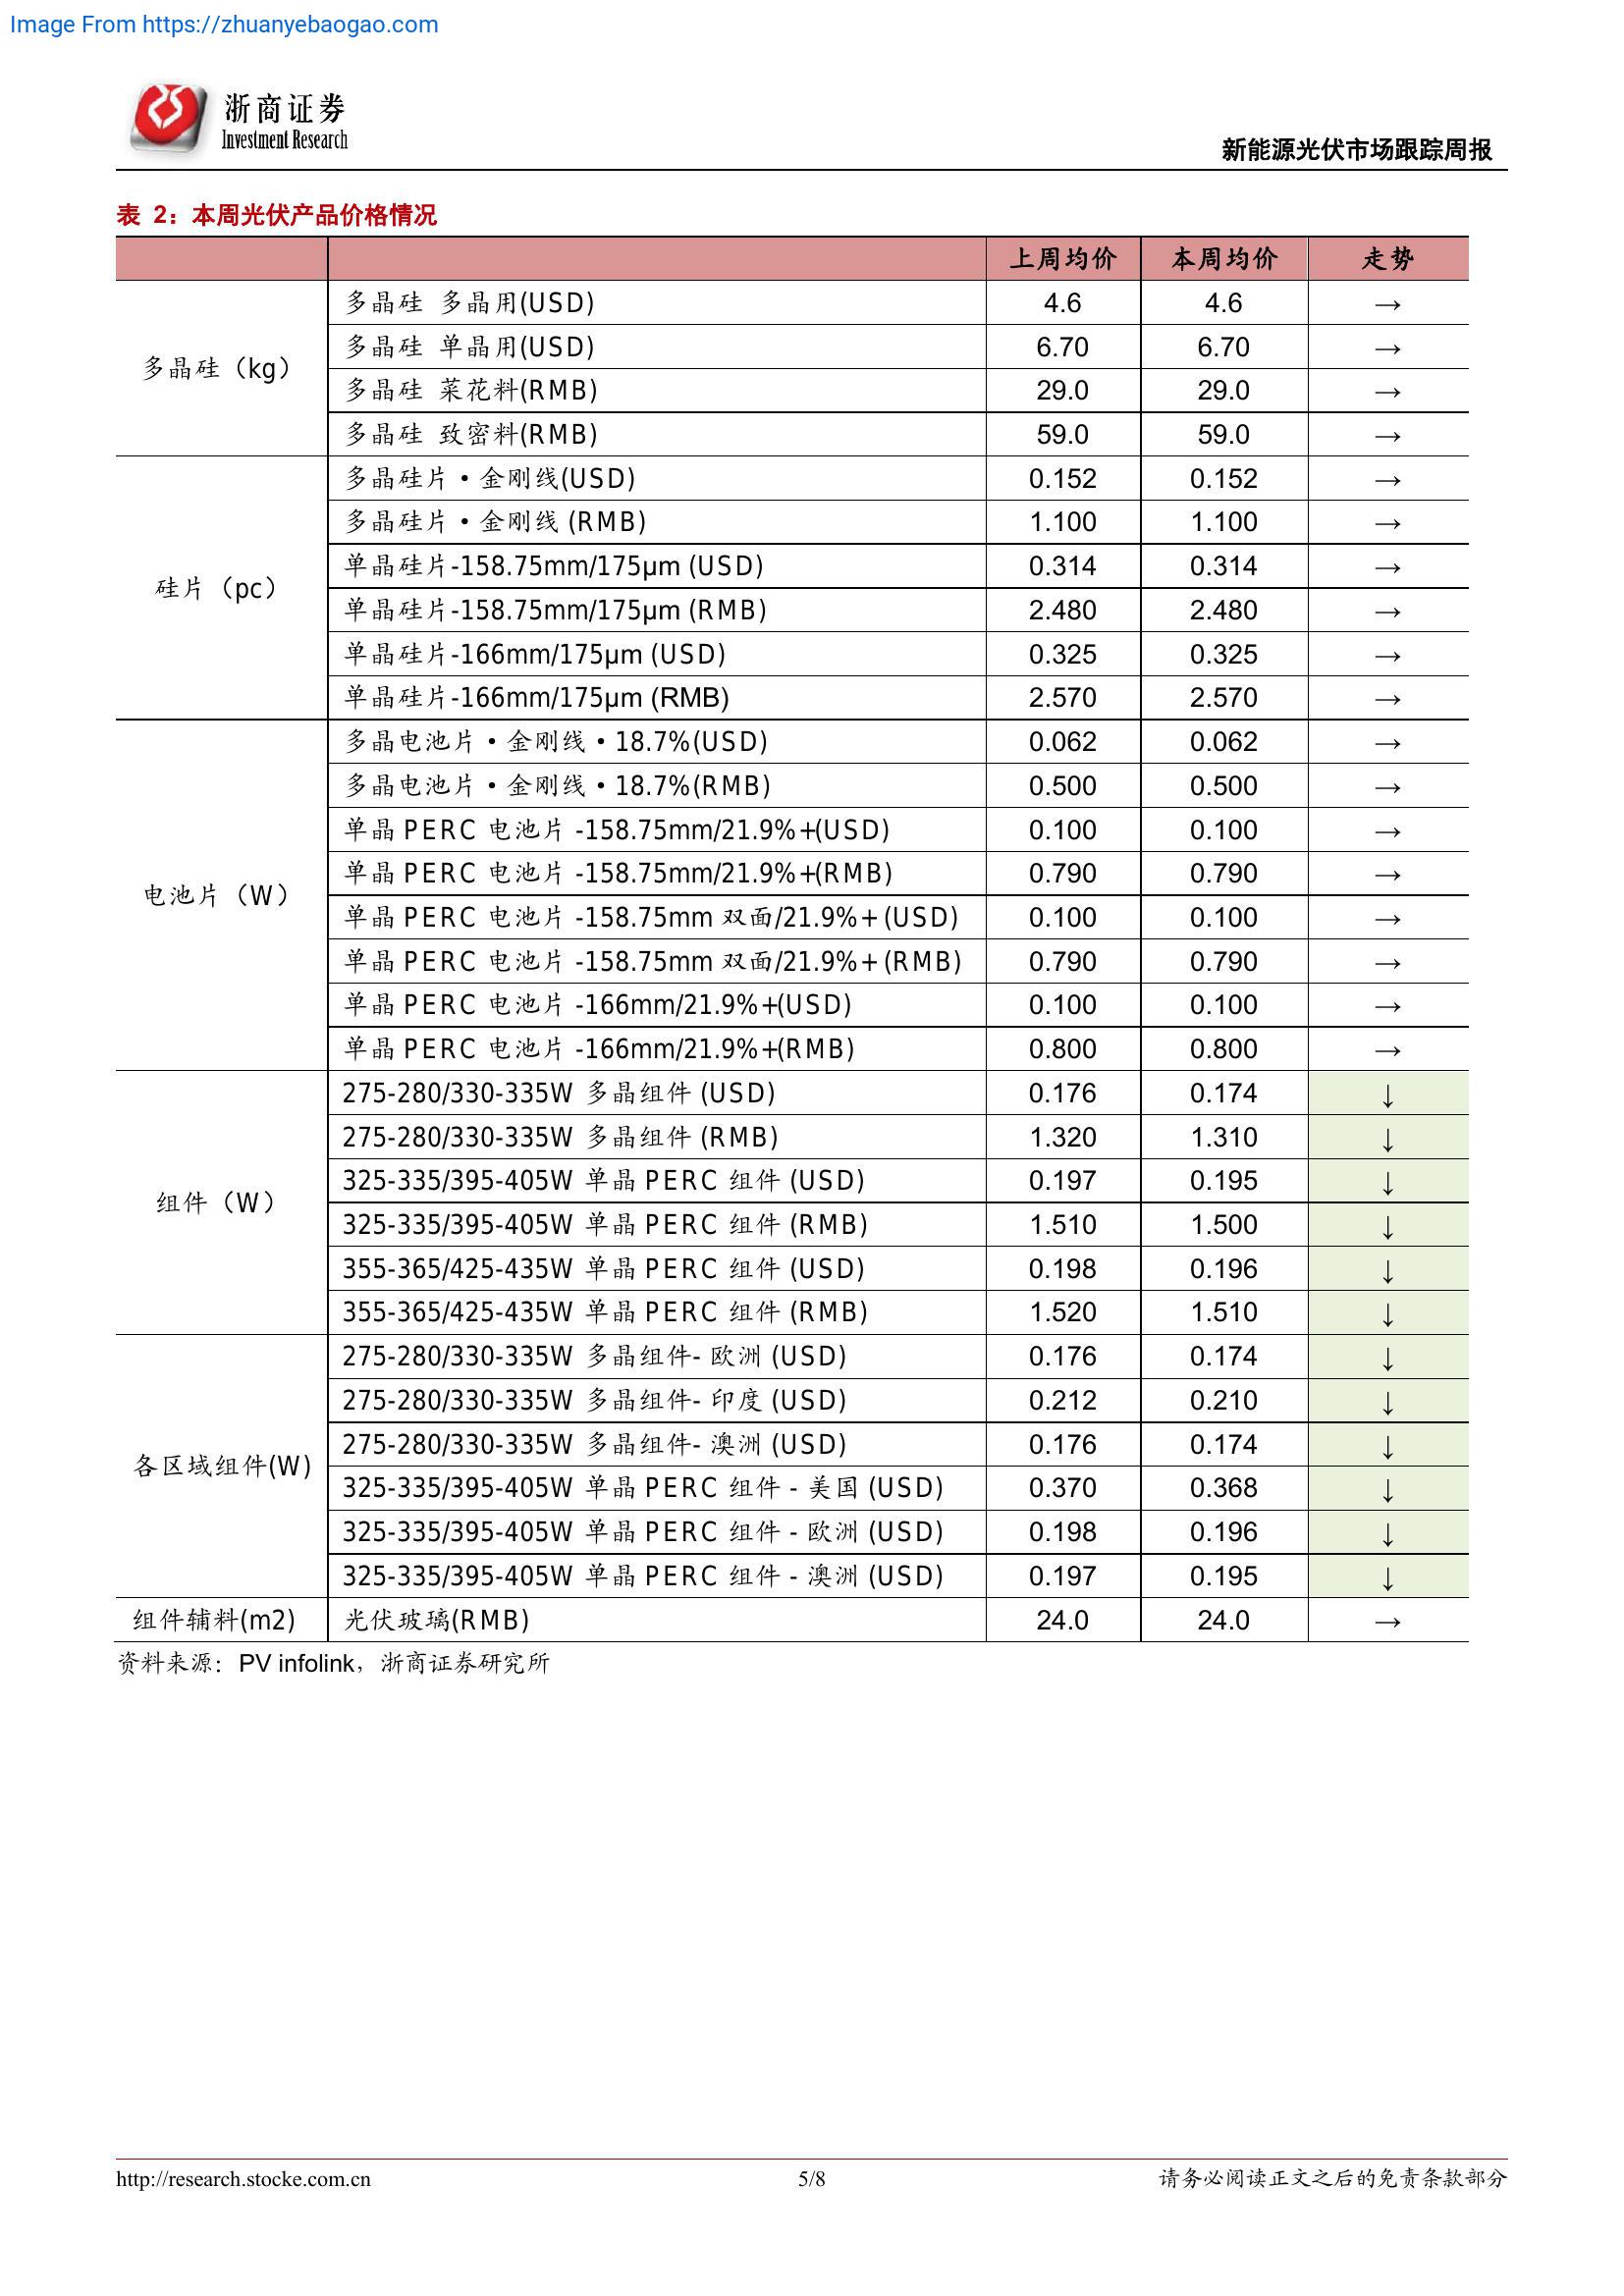 Image From https://zhuanyebaogao.com
浙商证券
Investment Research
新能源光伏市场跟踪周报
表 2：本周光伏产品价格情况
上周均价 本周均价 走势
多晶硅（kg）
多晶硅 多晶用(USD) 4.6 4.6 →
多晶硅 单晶用(USD) 6.70 6.70 →
多晶硅 菜花料(RMB) 29.0 29.0 →
多晶硅 致密料(RMB) 59.0 59.0 →
硅片（pc）
多晶硅片·金刚线(USD) 0.152 0.152 →
多晶硅片·金刚线 (RMB) 1.100 1.100 →
单晶硅片-158.75mm/175μm (USD) 0.314 0.314 →
单晶硅片-158.75mm/175μm (RMB) 2.480 2.480 →
单晶硅片-166mm/175μm (USD) 0.325 0.325 →
单晶硅片-166mm/175μm (RMB) 2.570 2.570 →
电池片（W）
多晶电池片·金刚线·18.7%(USD) 0.062 0.062 →
多晶电池片·金刚线·18.7%(RMB) 0.500 0.500 →
单晶 PERC 电池片 -158.75mm/21.9%+(USD) 0.100 0.100 →
单晶 PERC 电池片 -158.75mm/21.9%+(RMB) 0.790 0.790 →
单晶 PERC 电池片 -158.75mm 双面/21.9%+ (USD) 0.100 0.100 →
单晶 PERC 电池片 -158.75mm 双面/21.9%+ (RMB) 0.790 0.790 →
单晶 PERC 电池片 -166mm/21.9%+(USD) 0.100 0.100 →
单晶 PERC 电池片 -166mm/21.9%+(RMB) 0.800 0.800 →
组件（W）
275-280/330-335W 多晶组件 (USD) 0.176 0.174 ↓
275-280/330-335W 多晶组件 (RMB) 1.320 1.310 ↓
325-335/395-405W 单晶 PERC 组件 (USD) 0.197 0.195 ↓
325-335/395-405W 单晶 PERC 组件 (RMB) 1.510 1.500 ↓
355-365/425-435W 单晶 PERC 组件 (USD) 0.198 0.196 ↓
355-365/425-435W 单晶 PERC 组件 (RMB) 1.520 1.510 ↓
各区域组件(W)
275-280/330-335W 多晶组件- 欧洲 (USD) 0.176 0.174 ↓
275-280/330-335W 多晶组件- 印度 (USD) 0.212 0.210 ↓
275-280/330-335W 多晶组件- 澳洲 (USD) 0.176 0.174 ↓
325-335/395-405W 单晶 PERC 组件 - 美国 (USD) 0.370 0.368 ↓
325-335/395-405W 单晶 PERC 组件 - 欧洲 (USD) 0.198 0.196 ↓
325-335/395-405W 单晶 PERC 组件 - 澳洲 (USD) 0.197 0.195 ↓
组件辅料(m2) 光伏玻璃(RMB) 24.0 24.0 →
资料来源：PV infolink，浙商证券研究所
http://research.stocke.com.cn 5/8 请务必阅读正文之后的免责条款部分